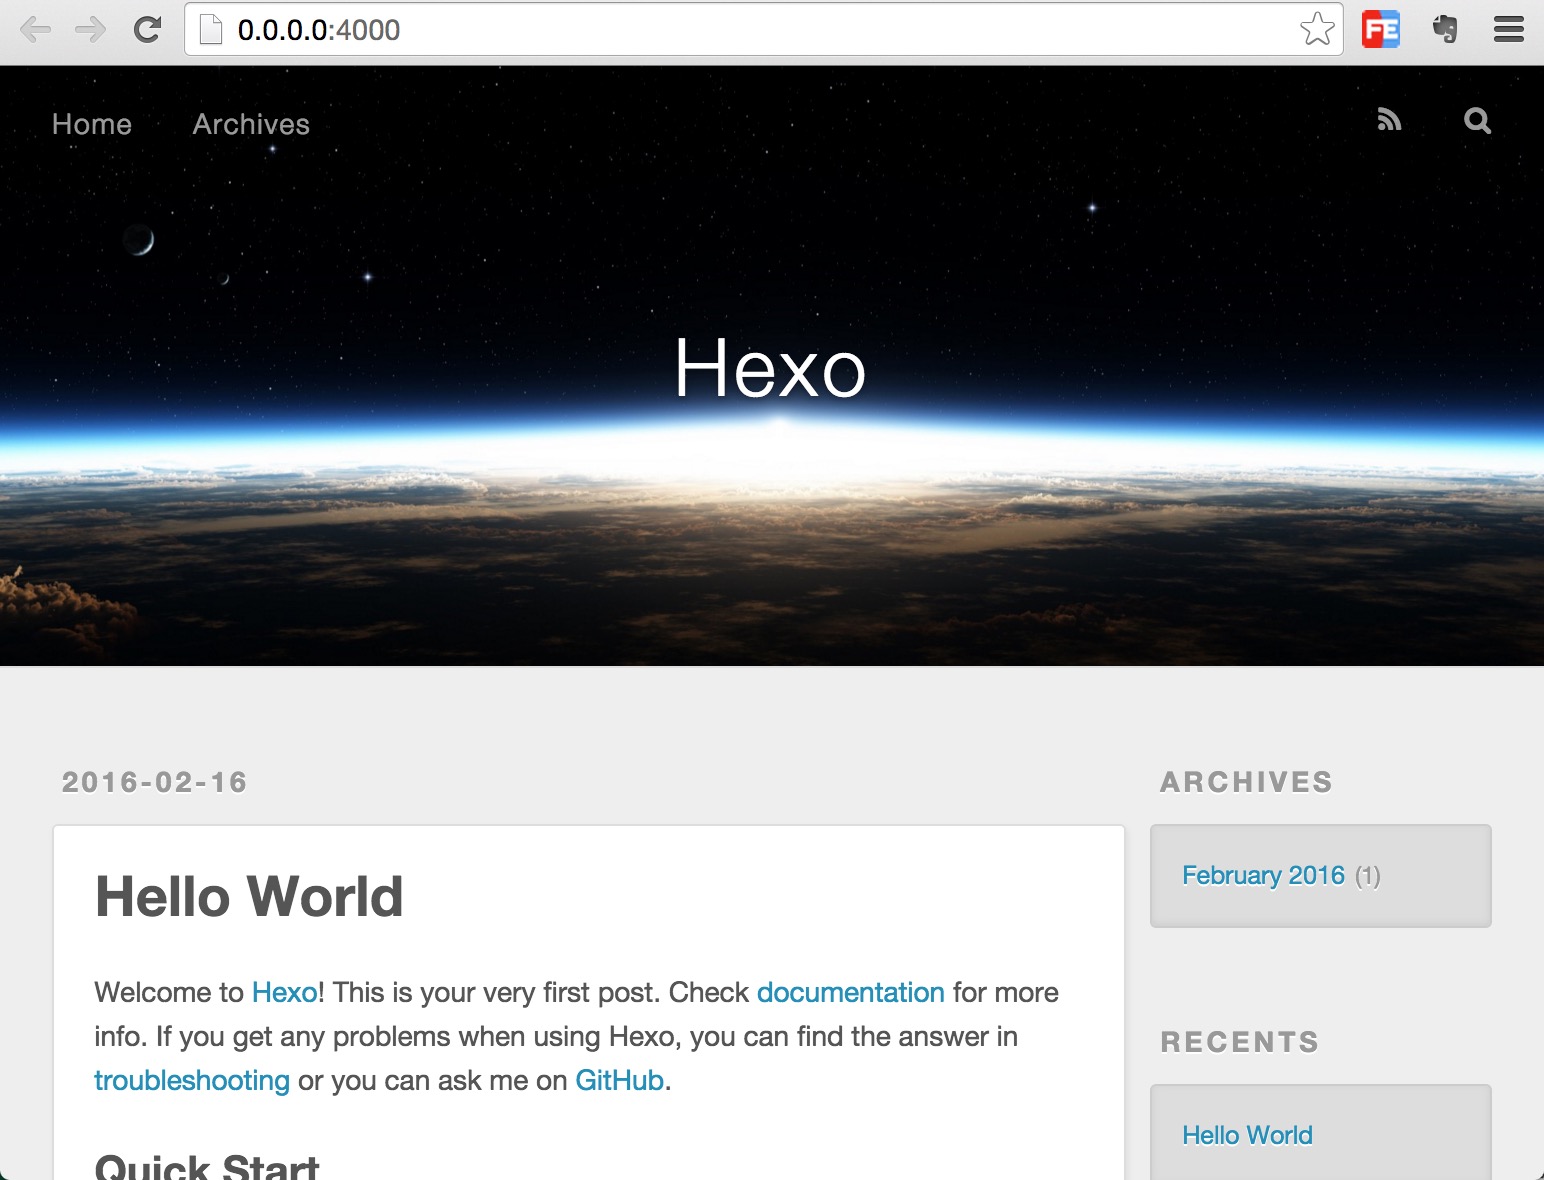 0.0.0.0:4000
FE
Home Archives
Hexo
2016-02-16
Hello World
Welcome to Hexo! This is your very first post. Check documentation for more
info. If you get any problems when using Hexo, you can find the answer in
troubleshooting or you can ask me on GitHub.
Quick Start
ARCHIVES
February 2016 (1)
RECENTS
Hello World